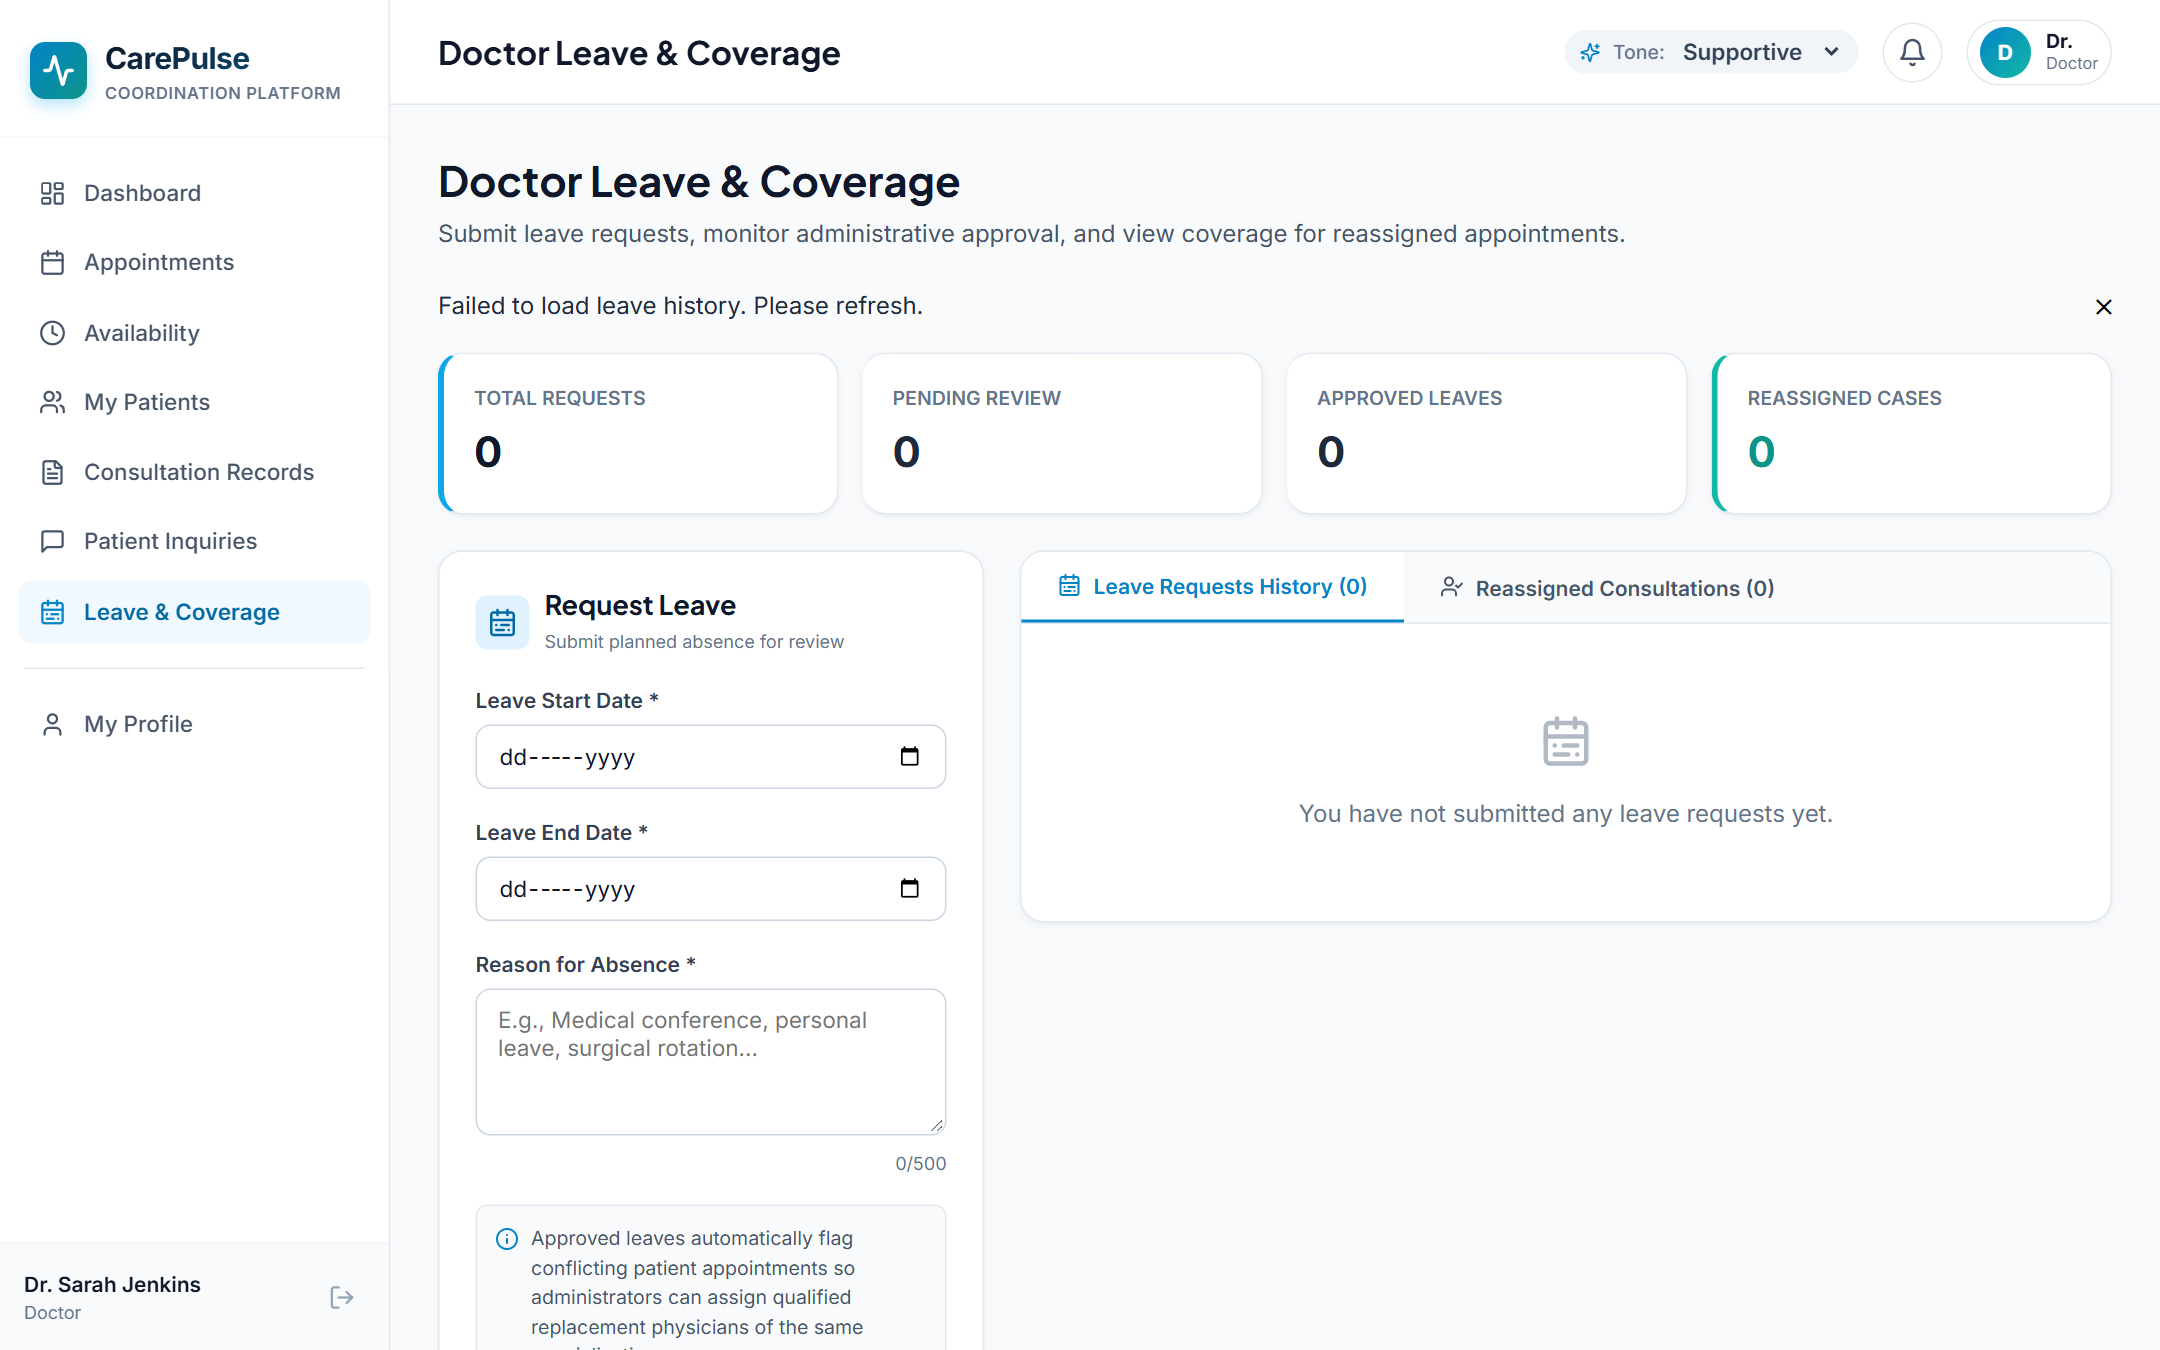 CarePulse
COORDINATION PLATFORM
Dashboard
Appointments
Availability
My Patients
Consultation Records
Patient Inquiries
Leave & Coverage
My Profile
Dr. Sarah Jenkins
Doctor
Doctor Leave & Coverage
Tone: Supportive
D
Dr.
Doctor
Doctor Leave & Coverage
Submit leave requests, monitor administrative approval, and view coverage for reassigned appointments.
Failed to load leave history. Please refresh.
TOTAL REQUESTS
0
PENDING REVIEW
0
APPROVED LEAVES
0
REASSIGNED CASES
0
Request Leave
Submit planned absence for review
Leave Start Date *
dd-----yyyy
Leave End Date *
dd-----yyyy
Reason for Absence *
E.g., Medical conference, personal
leave, surgical rotation...
0/500
Approved leaves automatically flag
conflicting patient appointments so
administrators can assign qualified
replacement physicians of the same
Leave Requests History (0)
Reassigned Consultations (0)
You have not submitted any leave requests yet.